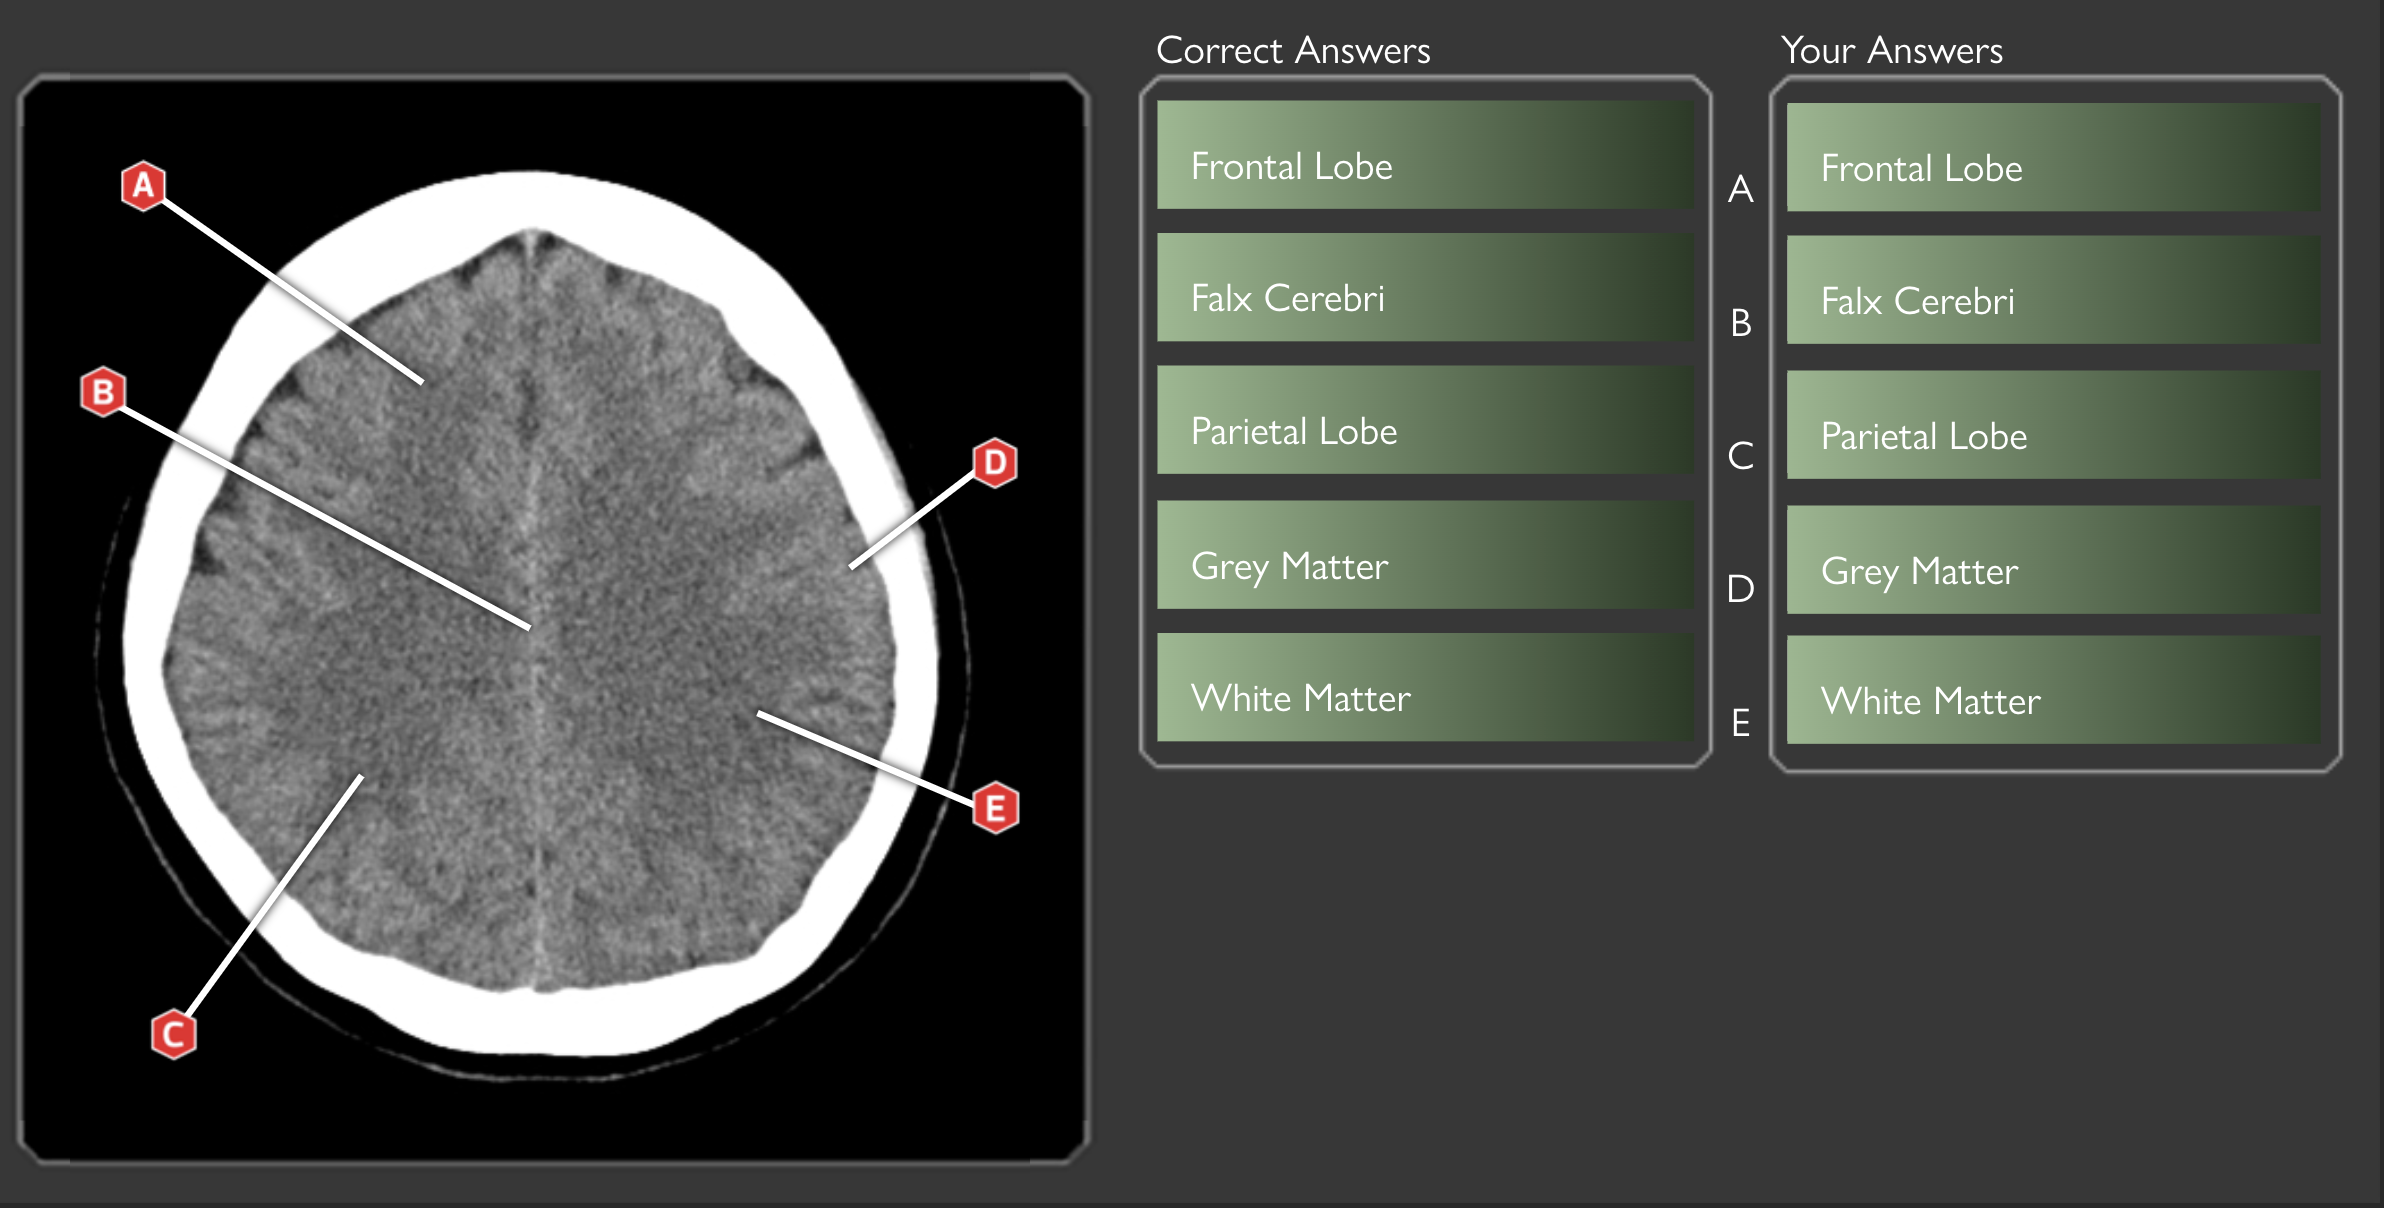 Correct Answers
Your Answers
A
B
C
D
E
Frontal Lobe
Falx Cerebri
Parietal Lobe
Grey Matter
White Matter
A
B
C
D
E
Frontal Lobe
Falx Cerebri
Parietal Lobe
Grey Matter
White Matter